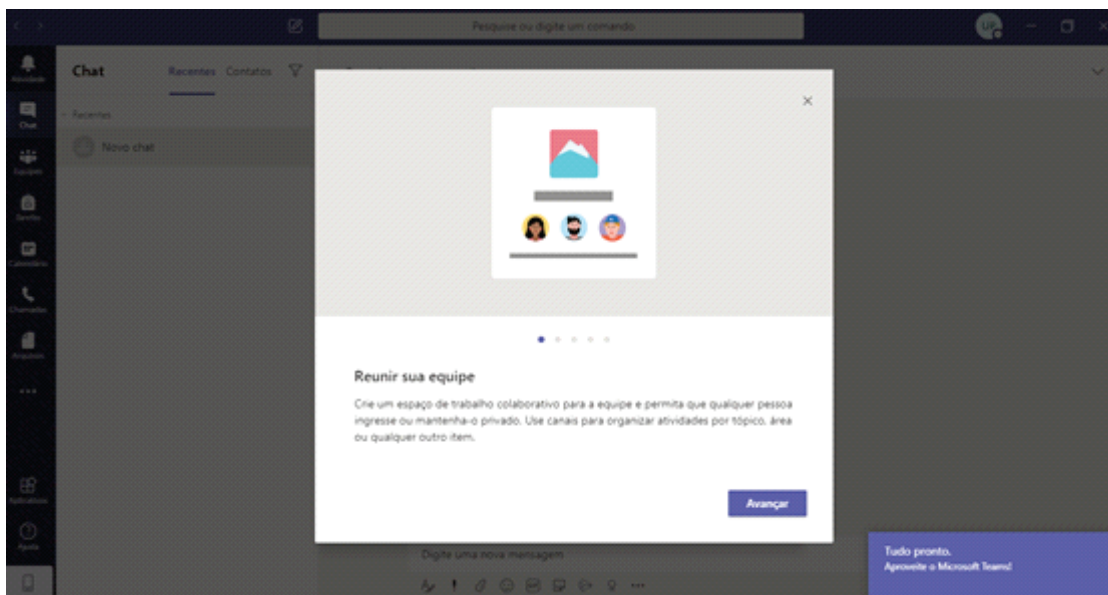 Pesquise ou digite um comando
UP
Atividade
Chat
Recentes Contatos
Chat
Recentes
Novo chat
Equipes
Tarefas
Calendário
Chamadas
Arquivos
Reunir sua equipe
Crie um espaço de trabalho colaborativo para a equipe e permita que qualquer pessoa
ingresse ou mantenha-o privado. Use canais para organizar atividades por tópico, área
ou qualquer outro item.
Avançar
Aplicativos
Ajuda
Digite uma nova mensagem
Tudo pronto.
Aproveite o Microsoft Teams!